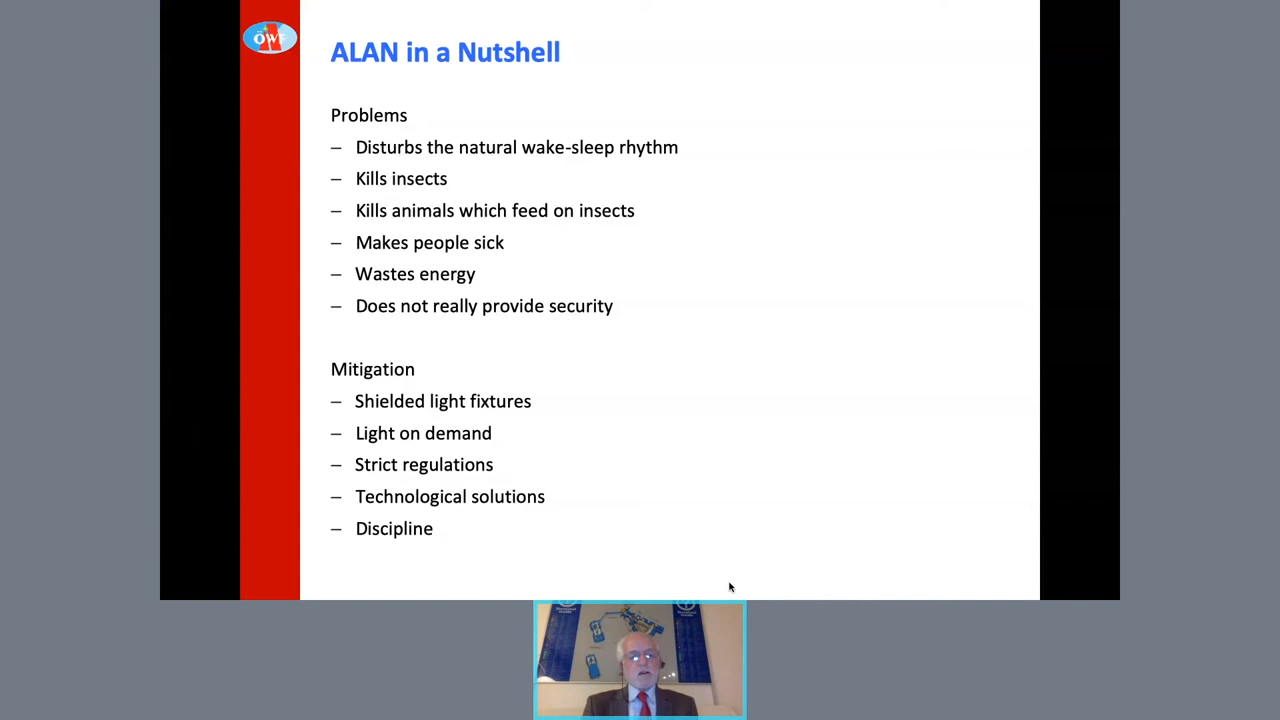 ÖWF
ALAN in a Nutshell
Problems
– Disturbs the natural wake-sleep rhythm
– Kills insects
– Kills animals which feed on insects
– Makes people sick
– Wastes energy
– Does not really provide security
Mitigation
– Shielded light fixtures
– Light on demand
– Strict regulations
– Technological solutions
– Discipline